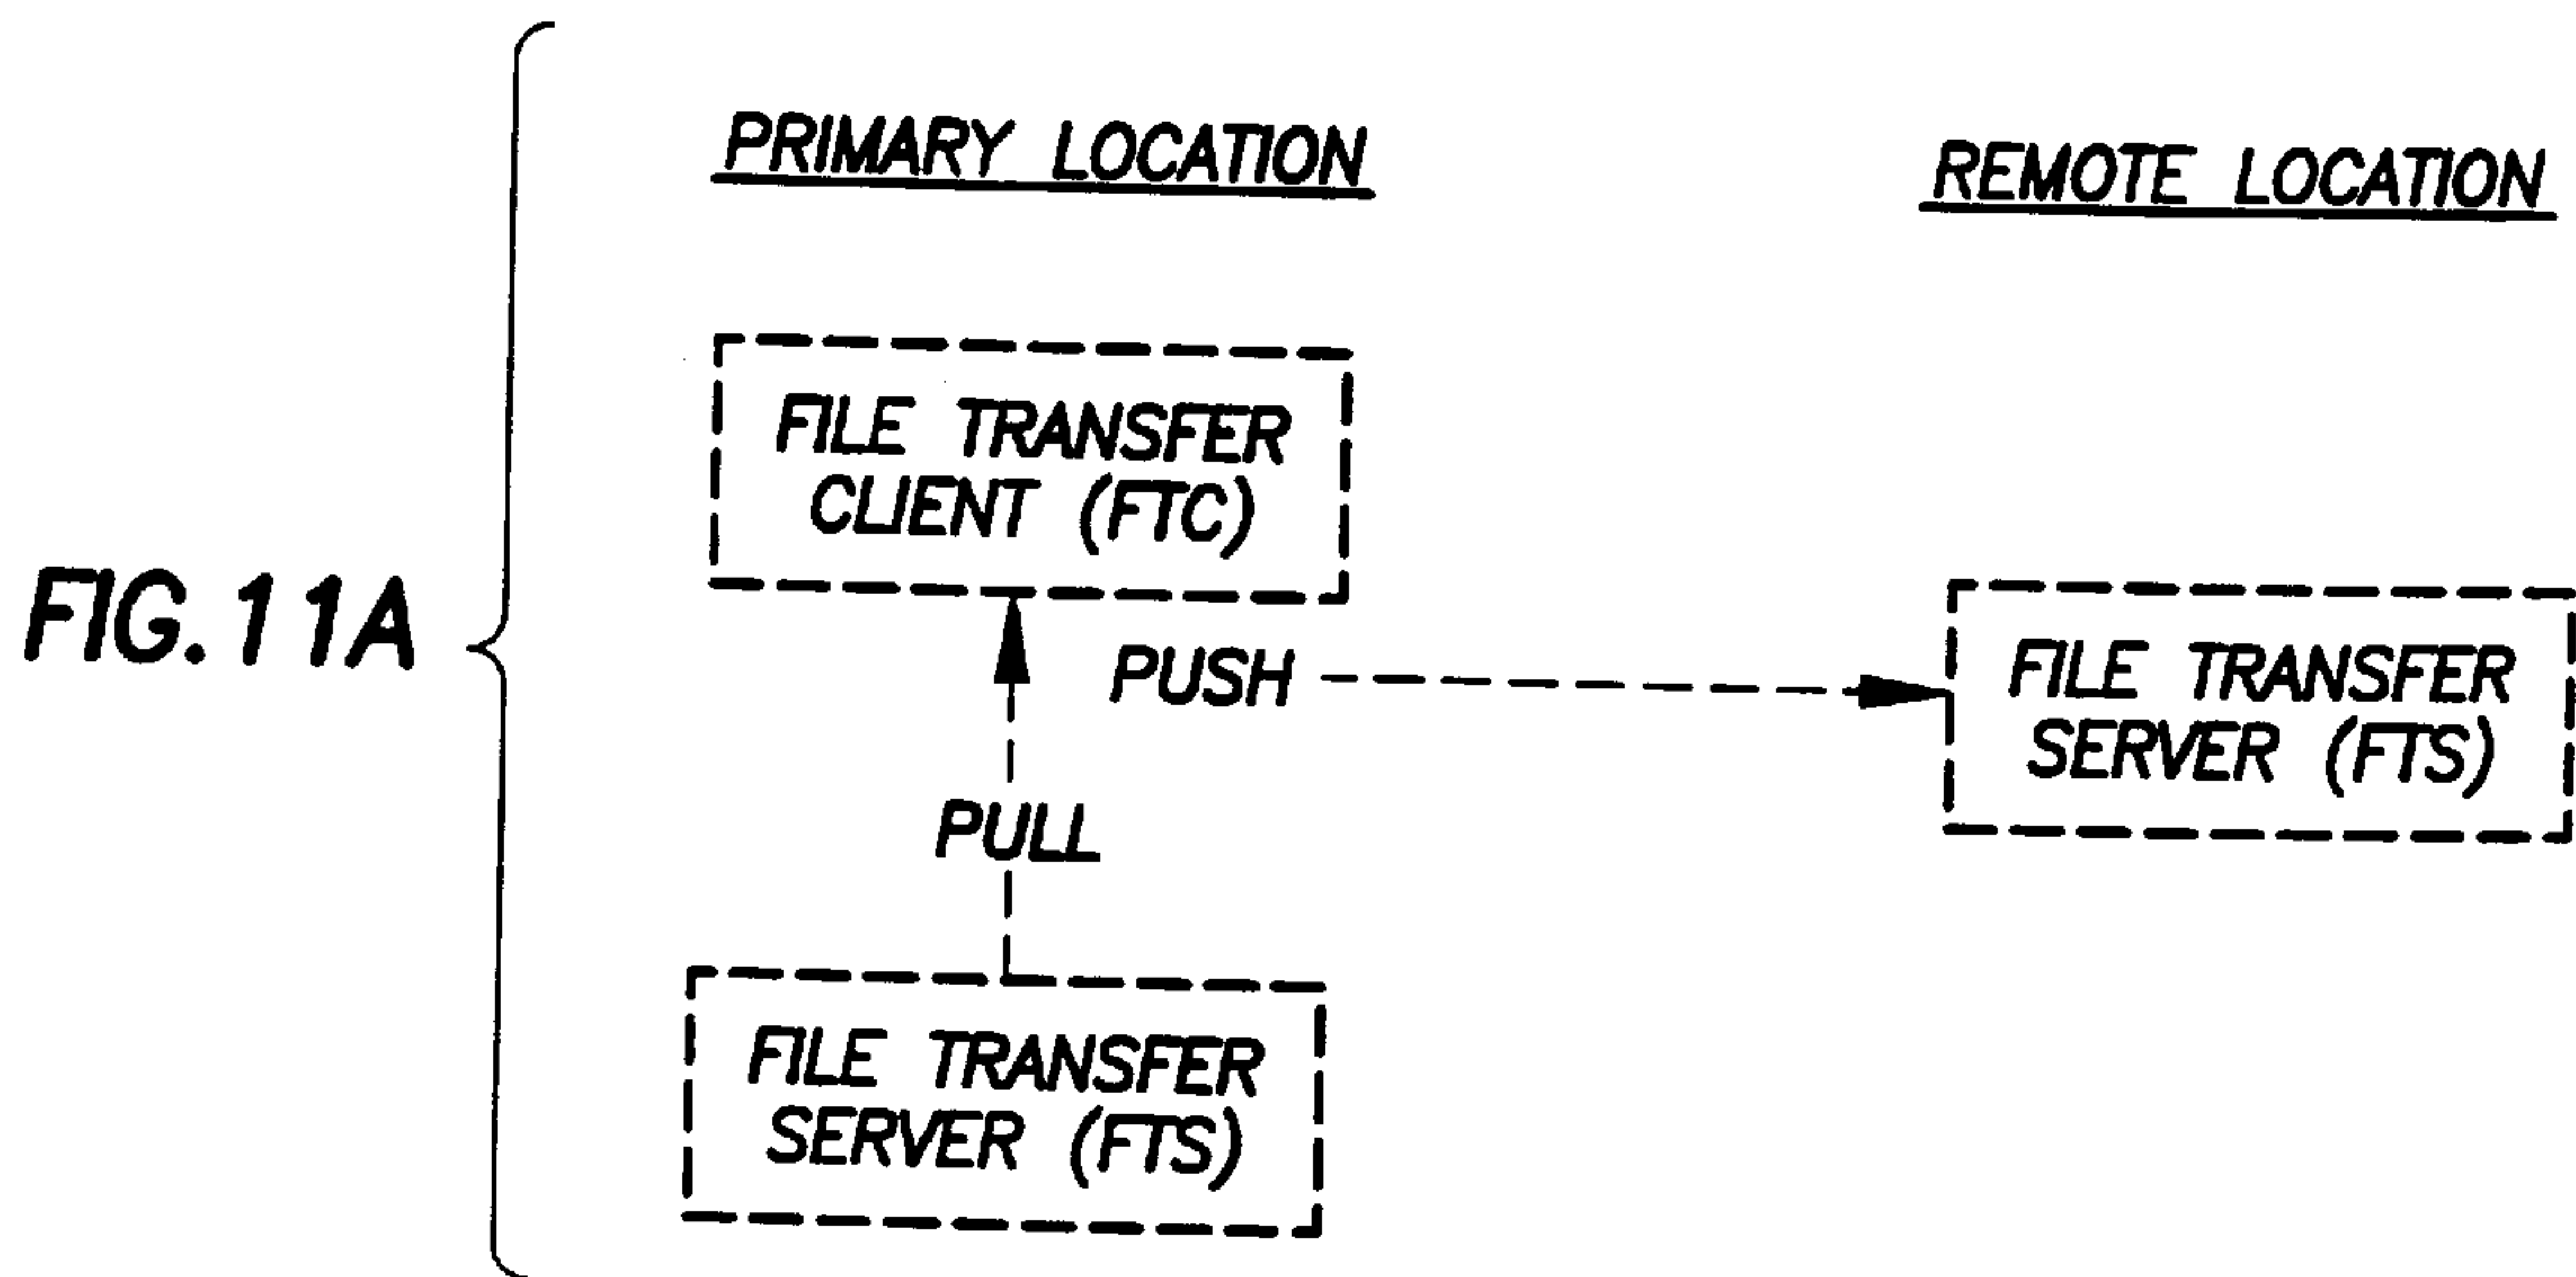 PRIMARY LOCATION
REMOTE LOCATION
FILE TRANSFER
CLIENT (FTC)
FIG. 11A
PUSH
FILE TRANSFER
SERVER (FTS)
PULL
FILE TRANSFER
SERVER (FTS)